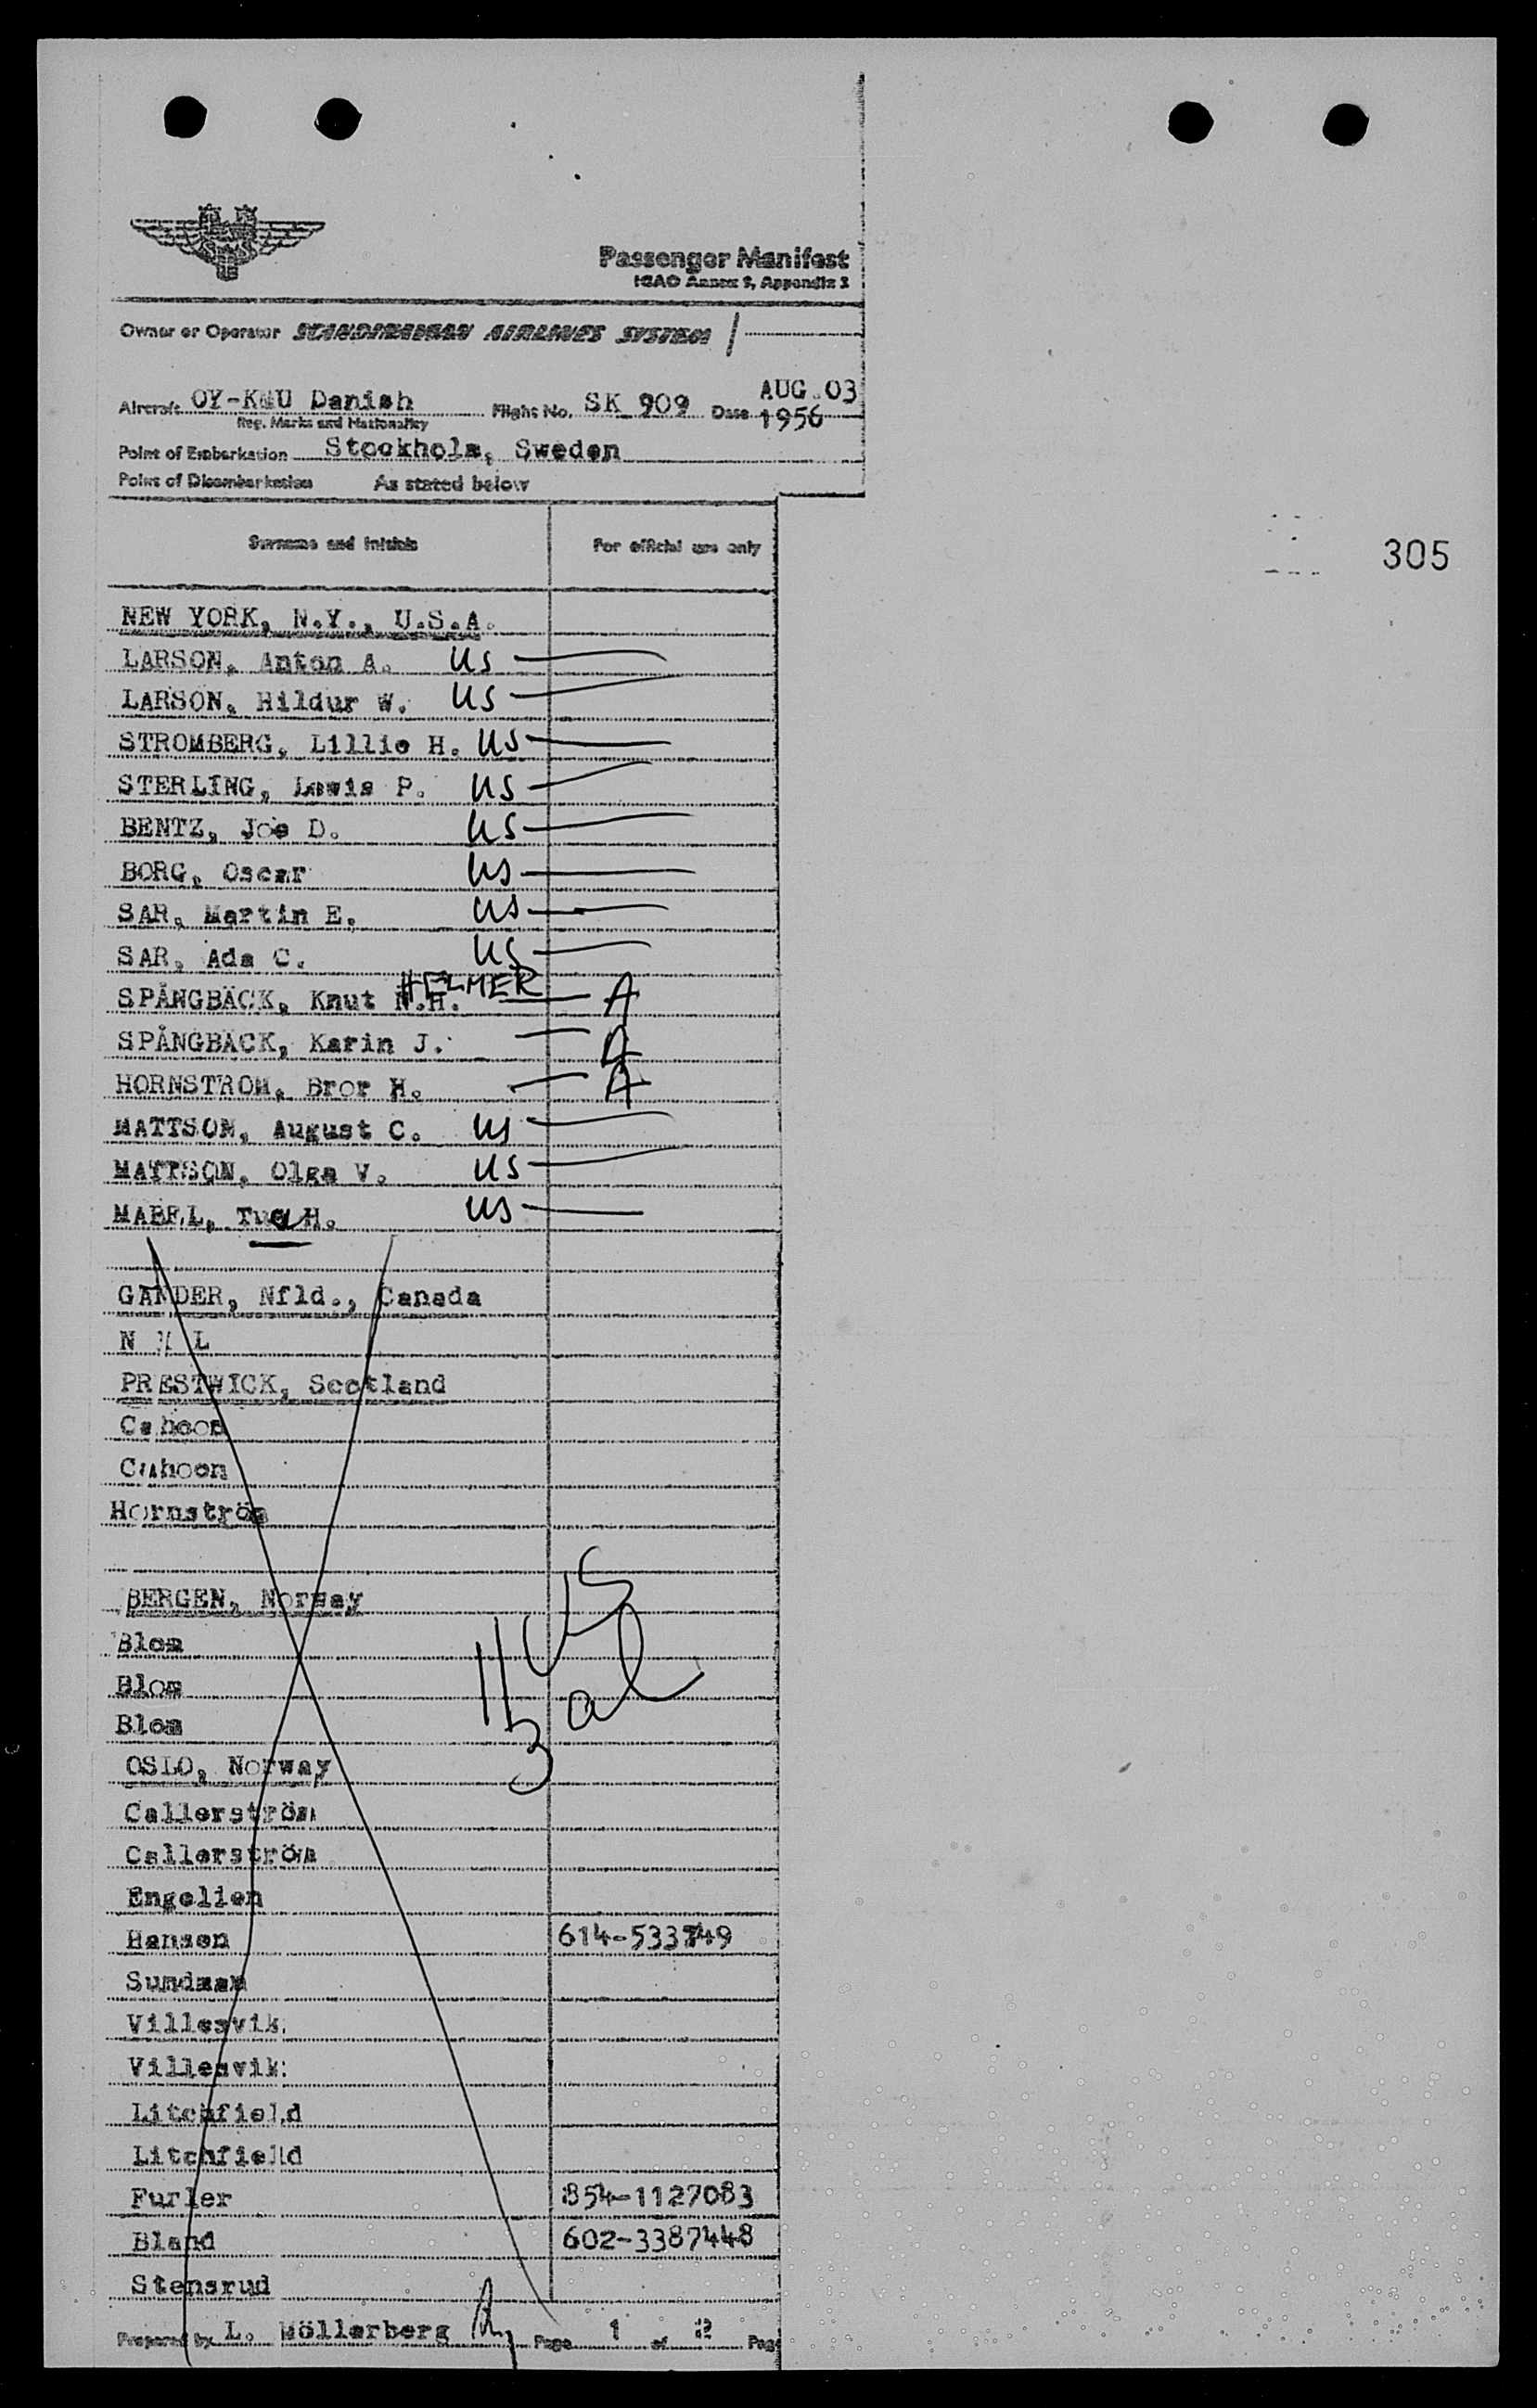 Passenger Manifest
ICAO Annex 9, Appendix 3
Owner or Operator SCANDINAVIAN AIRLINES SYSTEM
AUG 03
Aircraft OY-KMU Danish Flight No. SK 909 Date 1956
Reg. Marks and Nationality
Point of Embarkation Stockholm, Sweden
Point of Disembarkation As stated below
Surname and initials For official use only
305
NEW YORK, N.Y., U.S.A.
LARSON, Anton A. US
LARSON, Hildur W. US
STROMBERG, Lillie H. US
STERLING, Lewis P. US
BENTZ, Joe D. US
BORG, Oscar US
SAR, Martin E. US
SAR, Ada C. US
HELMER
SPÅNGBÄCK, Knut N.H. A
SPÅNGBÄCK, Karin J. A
HORNSTROM, Bror H. A
MATTSON, August C. US
MATTSON, Olga V. US
MABEL, H. US
GANDER, Nfld., Canada
N I L
PRESTWICK, Scotland
Cahoon
Cahoon
Hornström
BERGEN, Norway
Blom
Blom
Blom
11 US
3 al
OSLO, Norway
Callerström
Callerström
Engelien
Hansen 614-533749
Sundman
Villesvik
Villesvik
Litchfield
Litchfield
Furler 854-1127083
Bland 602-3387448
Stensrud
Prepared by L. Möllerberg Page 1 of 2 Pag